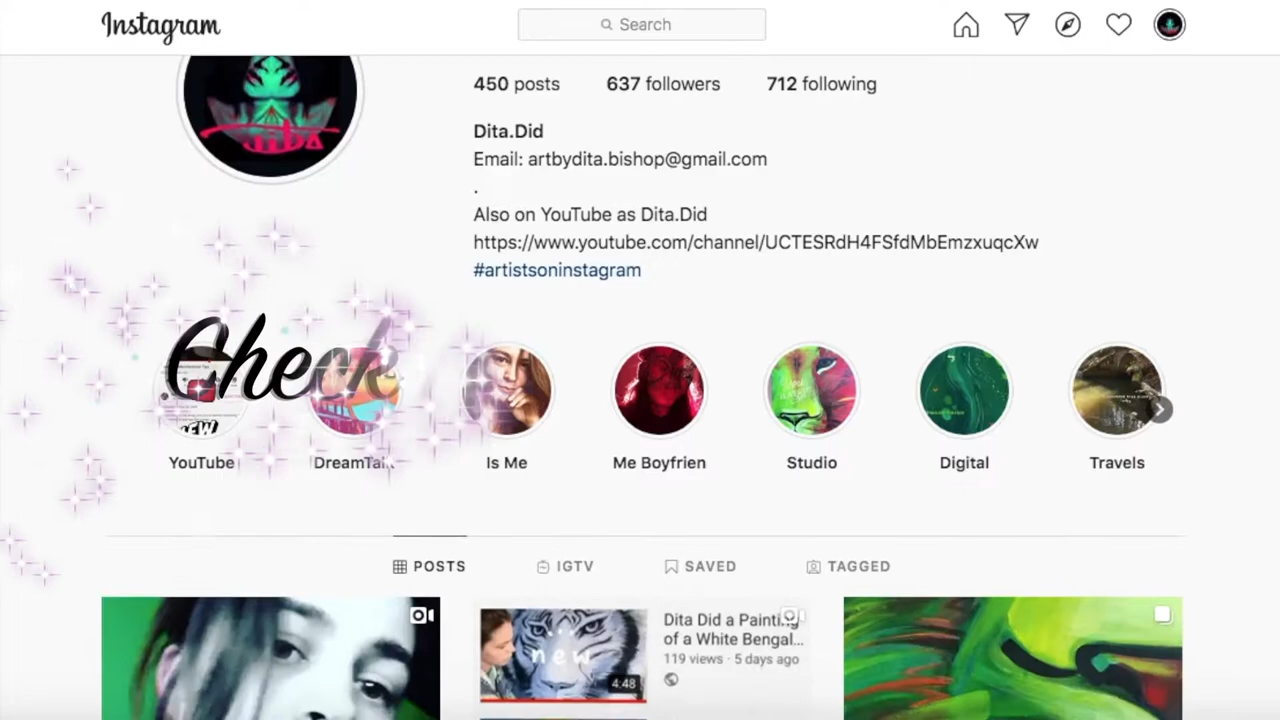 Instagram
Search
450 posts 637 followers 712 following
Dita.Did
Email: artbydita.bishop@gmail.com
.
Also on YouTube as Dita.Did
https://www.youtube.com/channel/UCTESRdH4FSfdMbEmzxuqcXw
#artistsoninstagram
Check
YouTube Is Me Me Boyfrien Studio Digital Travels
POSTS IGTV SAVED TAGGED
Dita Did a Painting
of a White Bengal...
119 views · 5 days ago
new
4:48